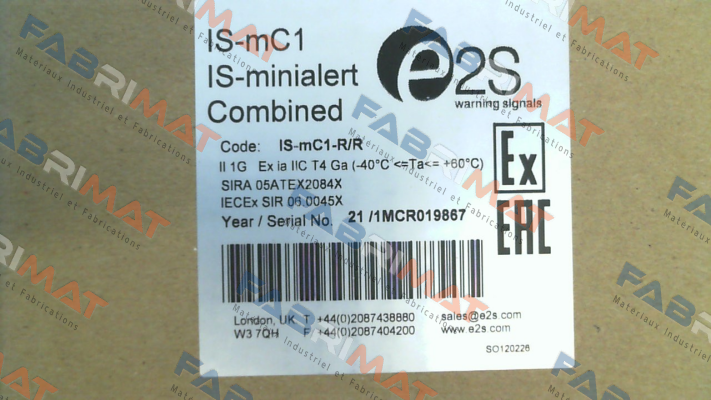 IS-mC1
IS-minialert
Combined
e2S
warning signals
Code: IS-mC1-R/R
II 1G Ex ia IIC T4 Ga (-40°C <=Ta<= +60°C)
SIRA 05ATEX2084X
IECEx SIR 06.0045X
Year / Serial No. 21 /1MCR019867
Ex
EAC
London, UK T +44(0)2087438880 sales@e2s com
W3 7QH F +44(0)2087404200 www e2s com
SO120226
FABRIMAT
Materiaux Industriel et Fabrications